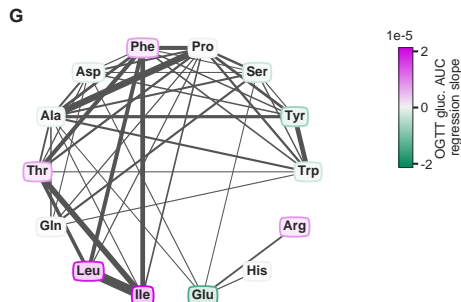 G
Phe
Pro
Asp
Ser
Ala
Tyr
Thr
Trp
Gln
Arg
Leu
His
Ile
Glu
1e-5
2
0
-2
OGTT gluc. AUC
regression slope